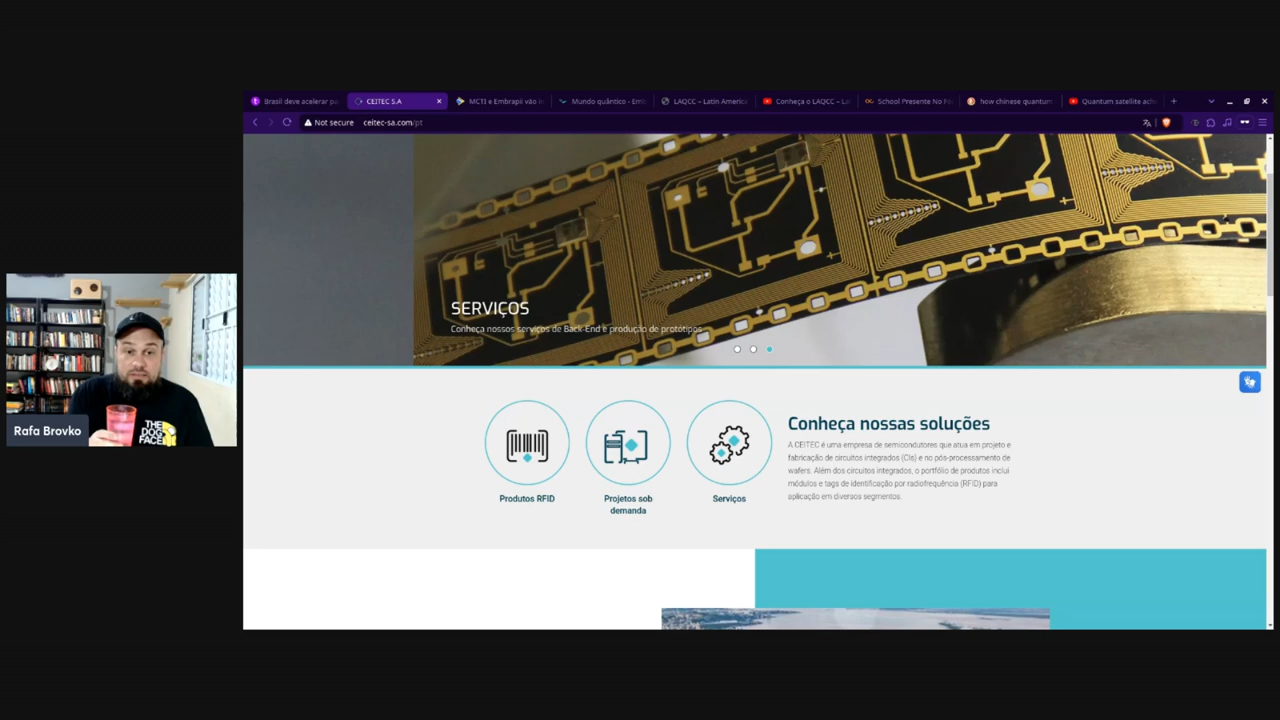 Brasil deve acelerar pa
CEITEC S.A
MCTI e Embrapii vão in
Mundo quântico - Emb
LAQCC – Latin America
Conheça o LAQCC – La
School Presente No Fo
how chinese quantum
Quantum satellite ach
Not secure
ceitec-sa.com/pt
SERVIÇOS
Conheça nossos serviços de Back-End e produção de protótipos
Produtos RFID
Projetos sob
demanda
Serviços
Conheça nossas soluções
A CEITEC é uma empresa de semicondutores que atua em projeto e
fabricação de circuitos integrados (CIs) e no pós-processamento de
wafers. Além dos circuitos integrados, o portfólio de produtos inclui
módulos e tags de identificação por radiofrequência (RFID) para
aplicação em diversos segmentos.
THE
DOG
FACE
Rafa Brovko